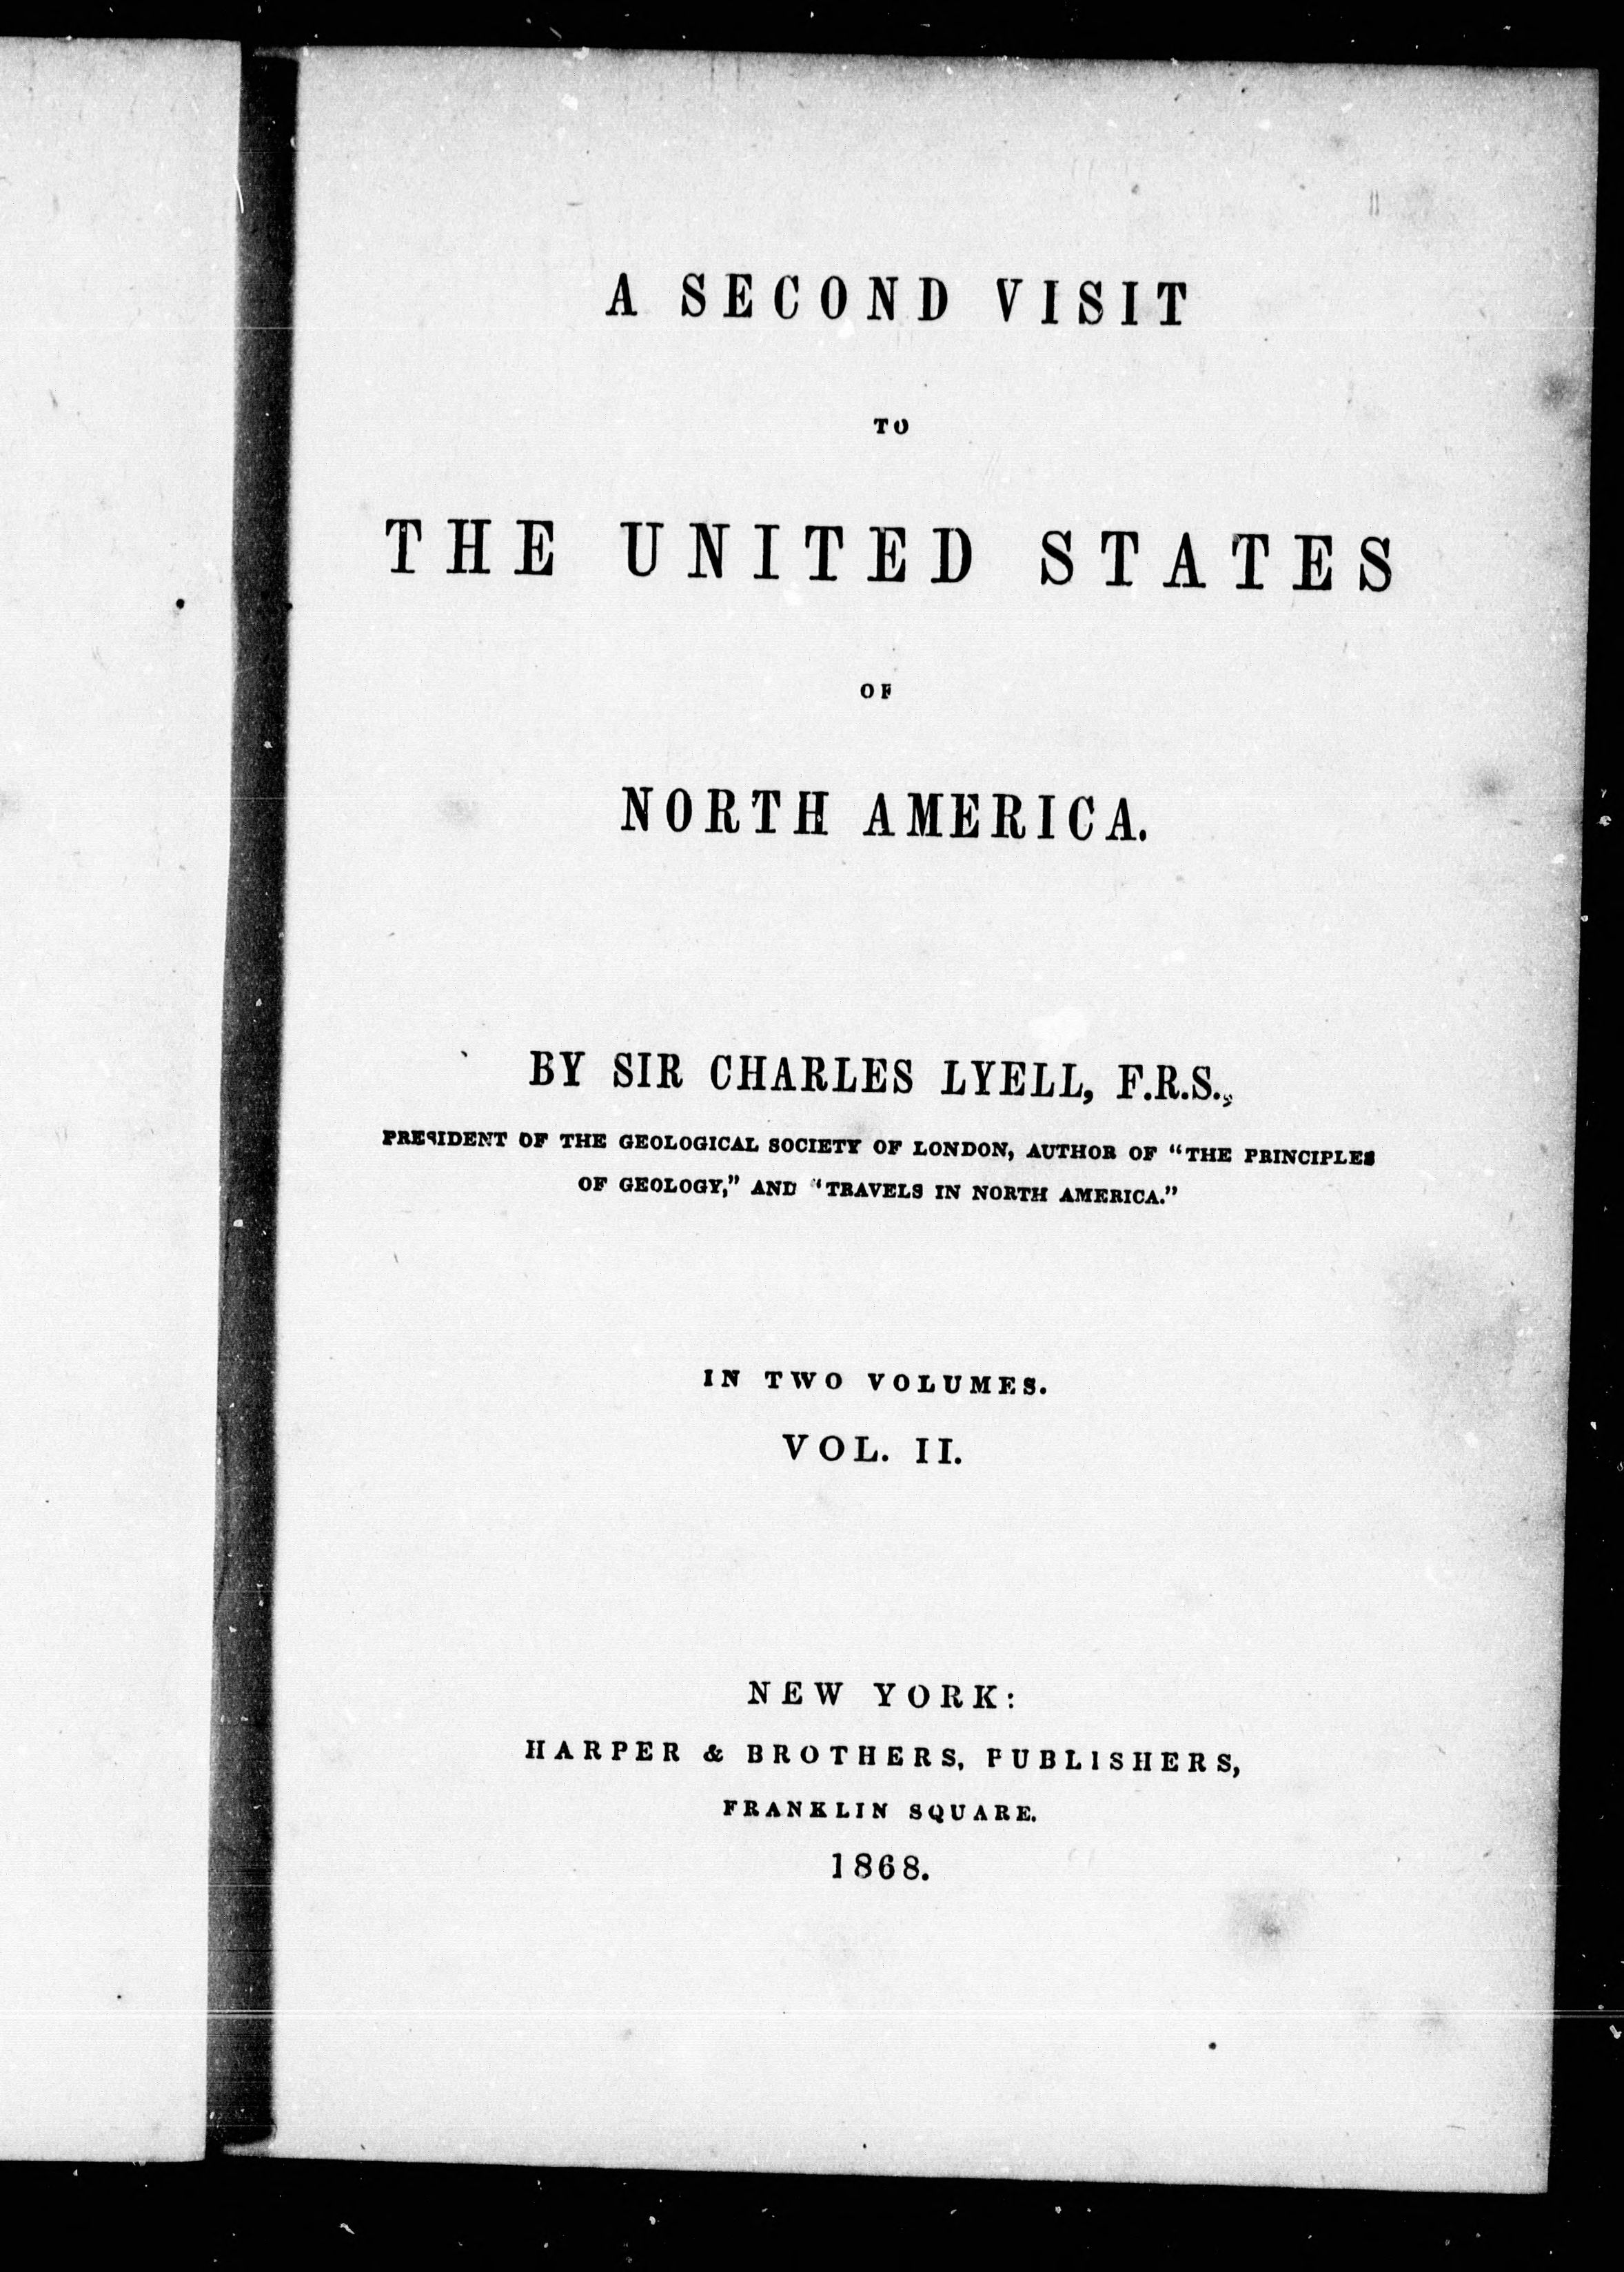 A SECOND VISIT
TO
THE UNITED STATES
OF
NORTH AMERICA.
BY SIR CHARLES LYELL, F.R.S.,
PRESIDENT OF THE GEOLOGICAL SOCIETY OF LONDON, AUTHOR OF "THE PRINCIPLES
OF GEOLOGY," AND "TRAVELS IN NORTH AMERICA."
IN TWO VOLUMES.
VOL. II.
NEW YORK:
HARPER & BROTHERS, PUBLISHERS,
FRANKLIN SQUARE.
1868.